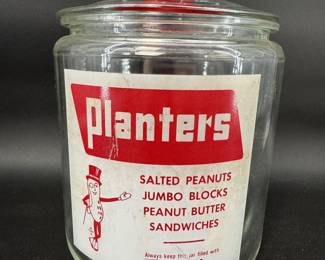 Planters
SALTED PEANUTS
JUMBO BLOCKS
PEANUT BUTTER
SANDWICHES
Always keep this jar filled with